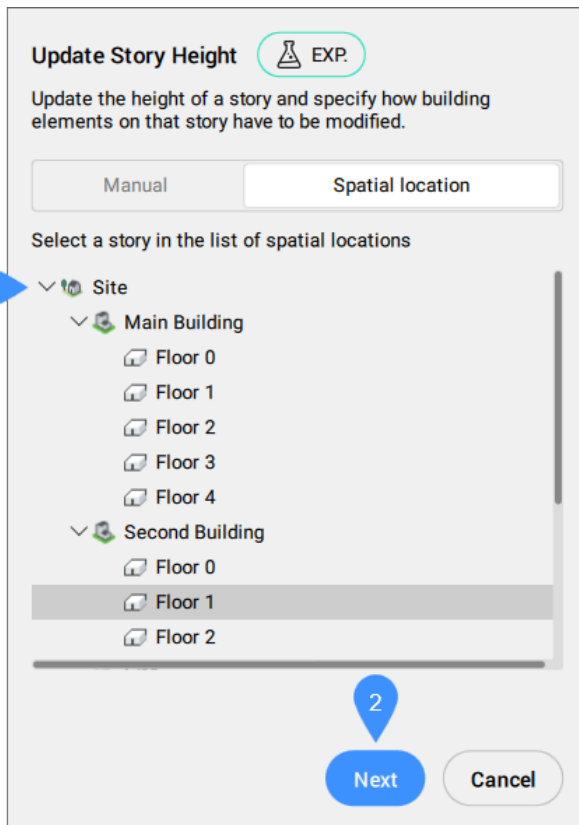 Update Story Height EXP.
Update the height of a story and specify how building
elements on that story have to be modified.
Manual Spatial location
Select a story in the list of spatial locations
Site
Main Building
Floor 0
Floor 1
Floor 2
Floor 3
Floor 4
Second Building
Floor 0
Floor 1
Floor 2
2
Next Cancel